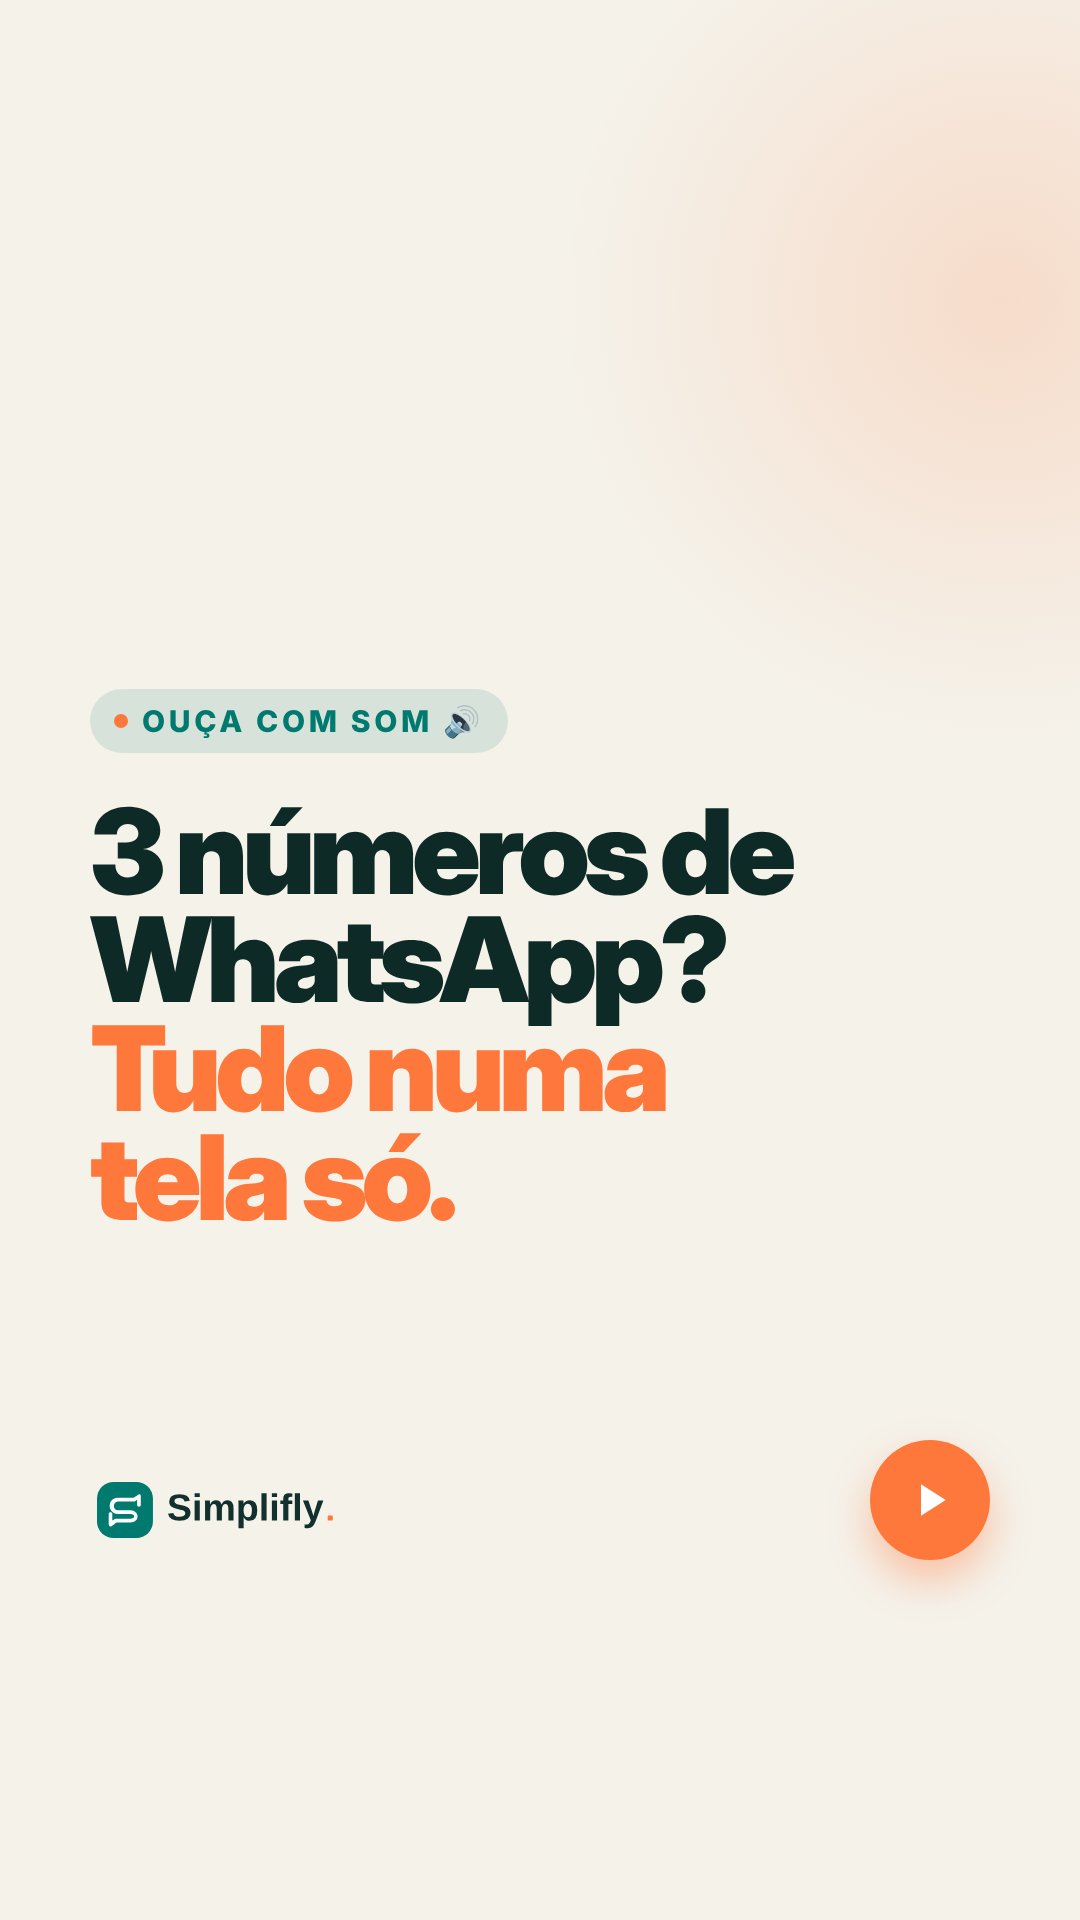 OUÇA COM SOM 🔊
3 números de
WhatsApp?
Tudo numa
tela só.
Simplifly.